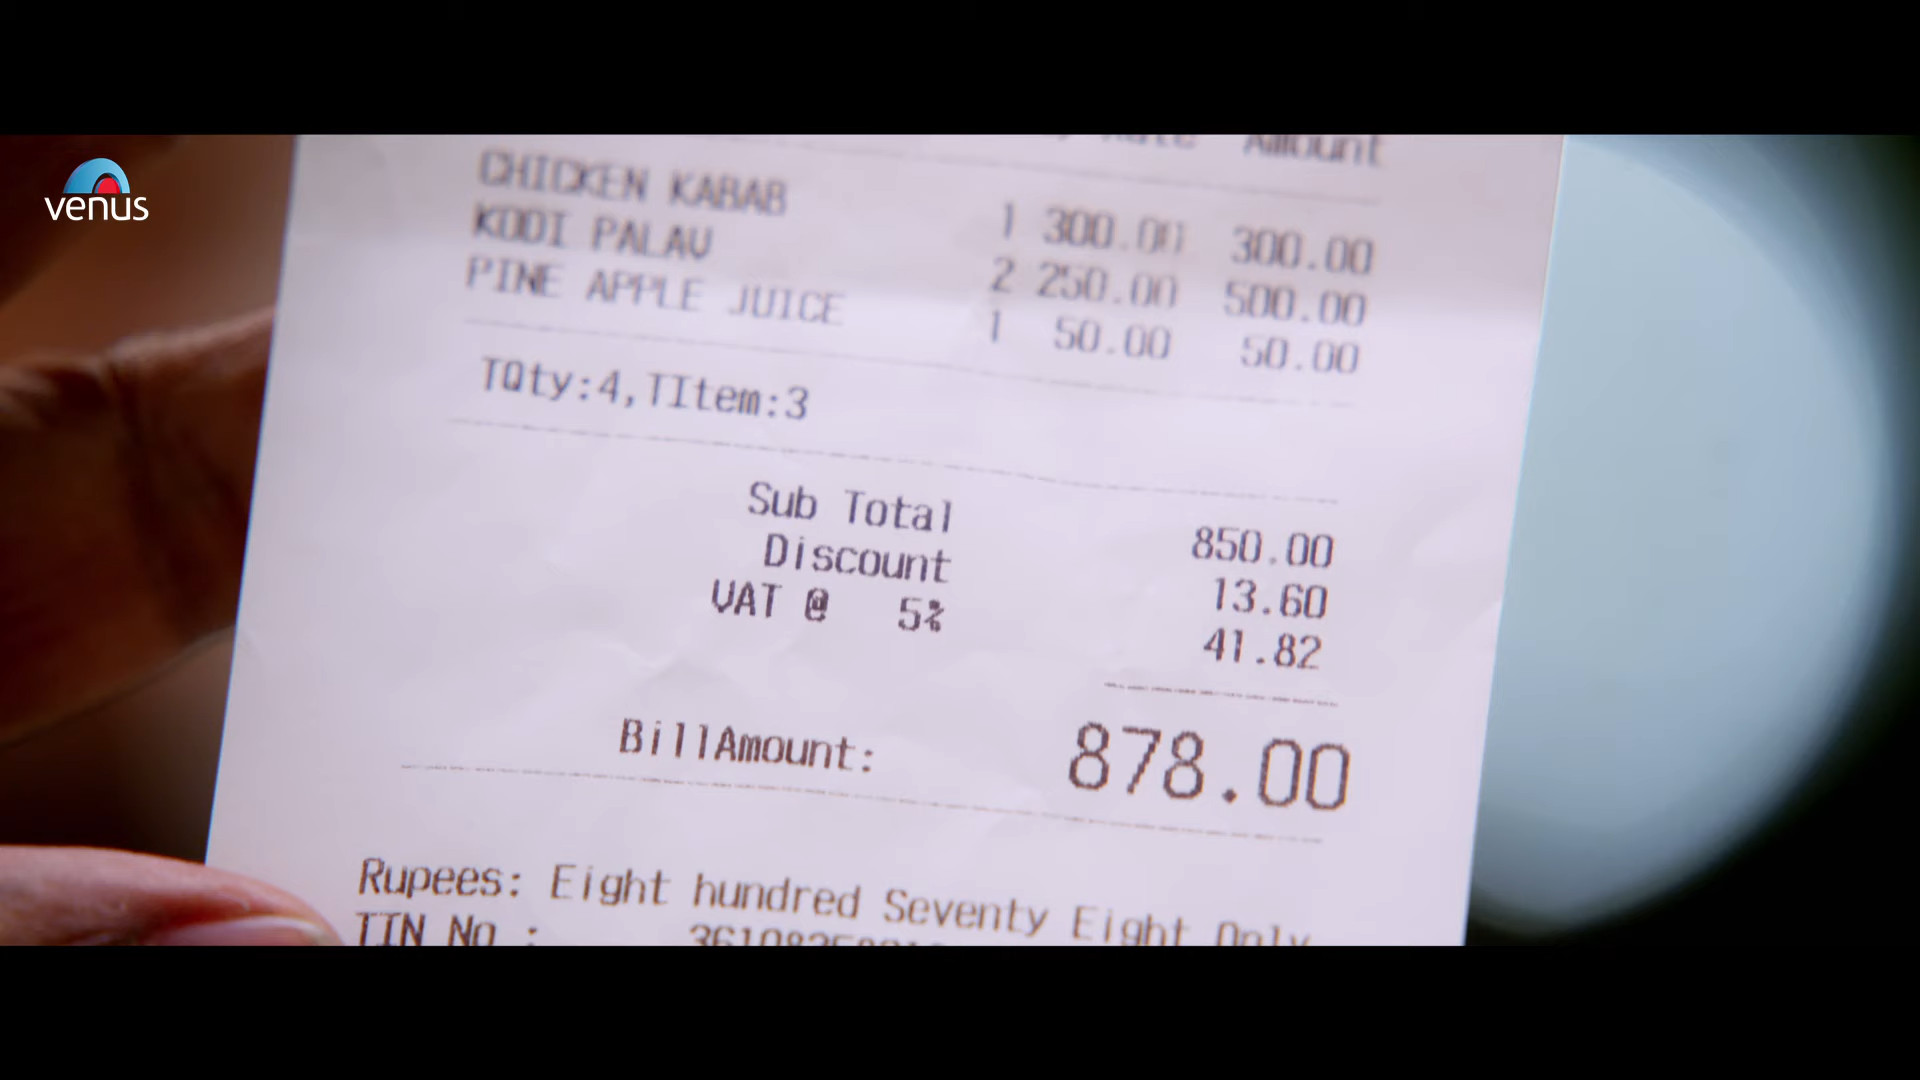 venus
Rate Amount
CHICKEN KABAB 1 300.00 300.00
KODI PALAV 2 250.00 500.00
PINE APPLE JUICE 1 50.00 50.00
TQty:4,TItem:3
Sub Total 850.00
Discount 13.60
VAT @ 5% 41.82
BillAmount: 878.00
Rupees: Eight hundred Seventy Eight Only
TIN No :